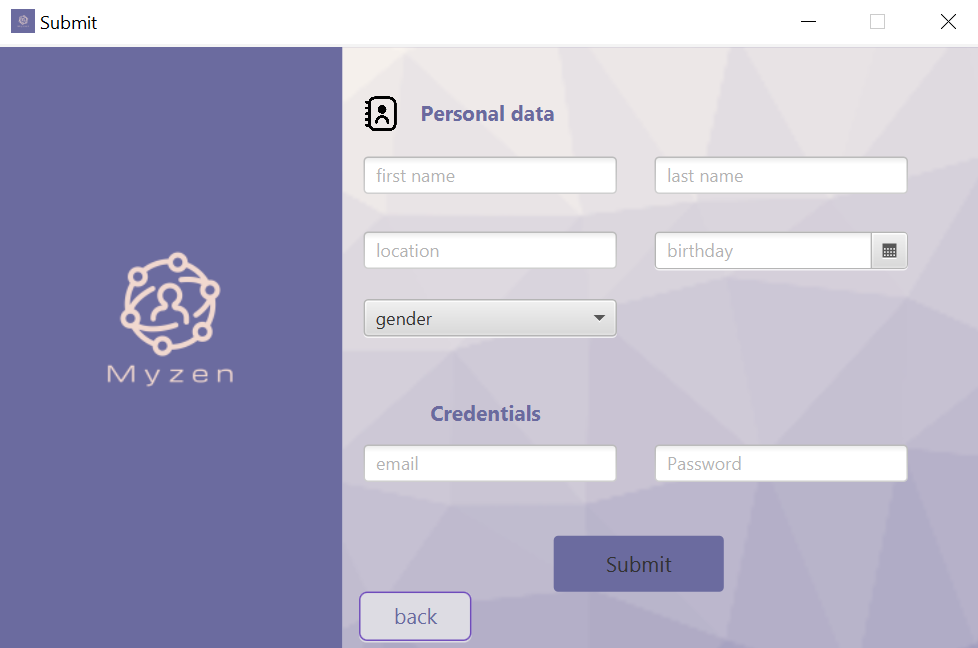 Submit
Personal data
first name
last name
location
birthday
gender
Myzen
Credentials
email
Password
Submit
back